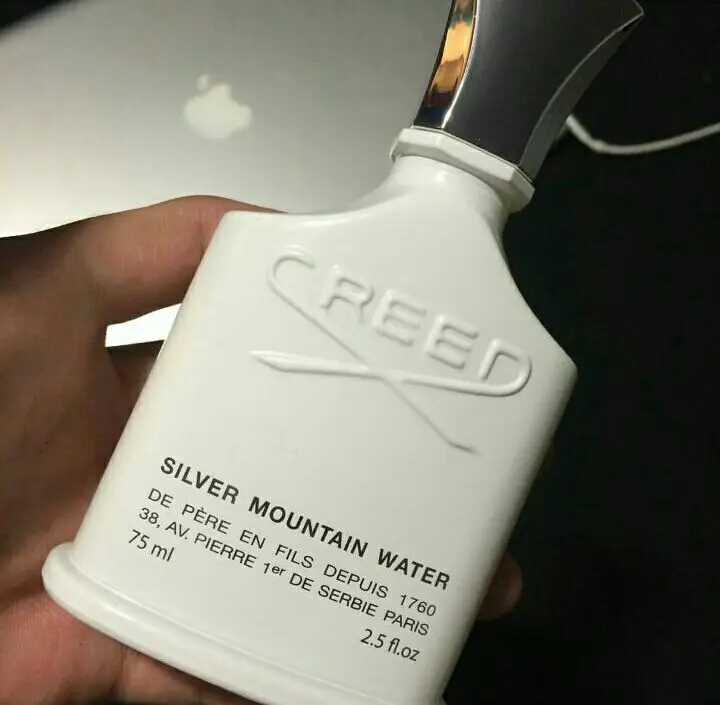 CREED
SILVER MOUNTAIN WATER
DE PÈRE EN FILS DEPUIS 1760
38, AV. PIERRE 1er DE SERBIE PARIS
75 ml
2.5 fl.oz